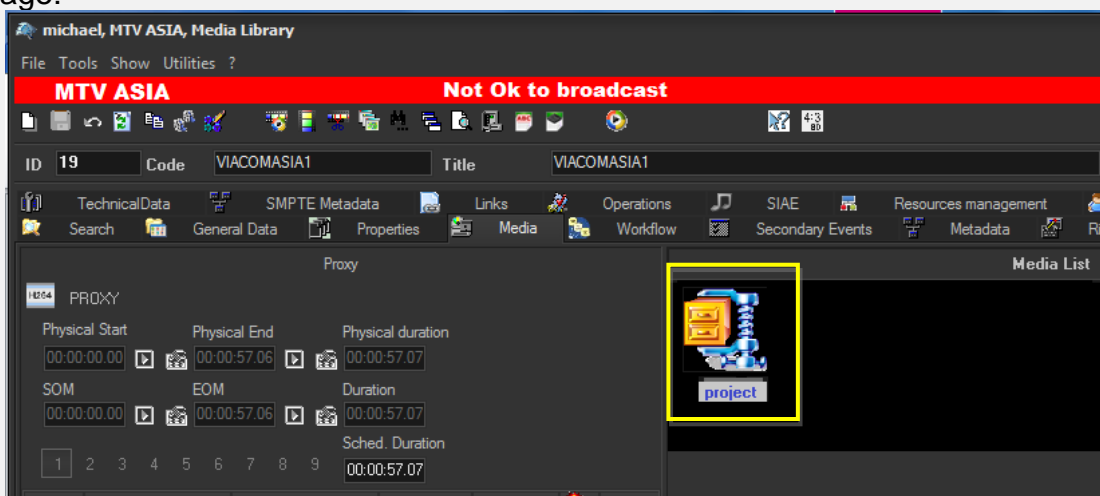 age.
michael, MTV ASIA, Media Library
File Tools Show Utilities ?
MTV ASIA Not Ok to broadcast
ID 19 Code VIACOMASIA1 Title VIACOMASIA1
TechnicalData SMPTE Metadata Links Operations SIAE Resources management
Search General Data Properties Media Workflow Secondary Events Metadata Ri
Proxy Media List
H264 PROXY
Physical Start Physical End Physical duration
00:00:00.00 00:00:57.06 00:00:57.07
project
SOM EOM Duration
00:00:00.00 00:00:57.06 00:00:57.07
Sched. Duration
1 2 3 4 5 6 7 8 9 00:00:57.07